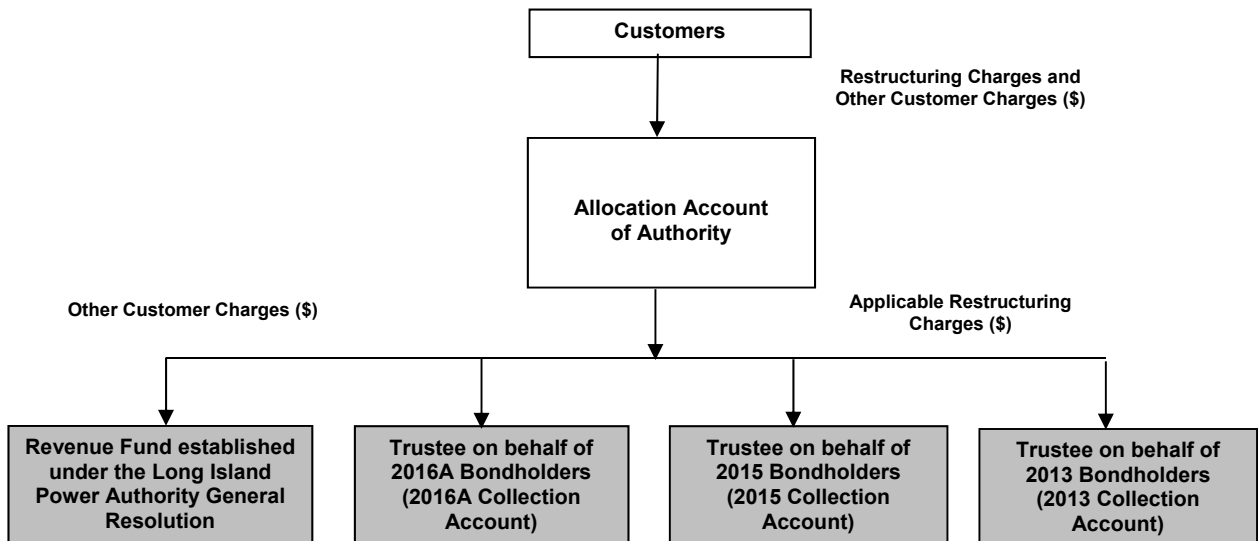 Customers
Restructuring Charges and
Other Customer Charges ($)
Allocation Account
of Authority
Other Customer Charges ($)
Applicable Restructuring
Charges ($)
Revenue Fund established
under the Long Island
Power Authority General
Resolution
Trustee on behalf of
2016A Bondholders
(2016A Collection
Account)
Trustee on behalf of
2015 Bondholders
(2015 Collection
Account)
Trustee on behalf of
2013 Bondholders
(2013 Collection
Account)